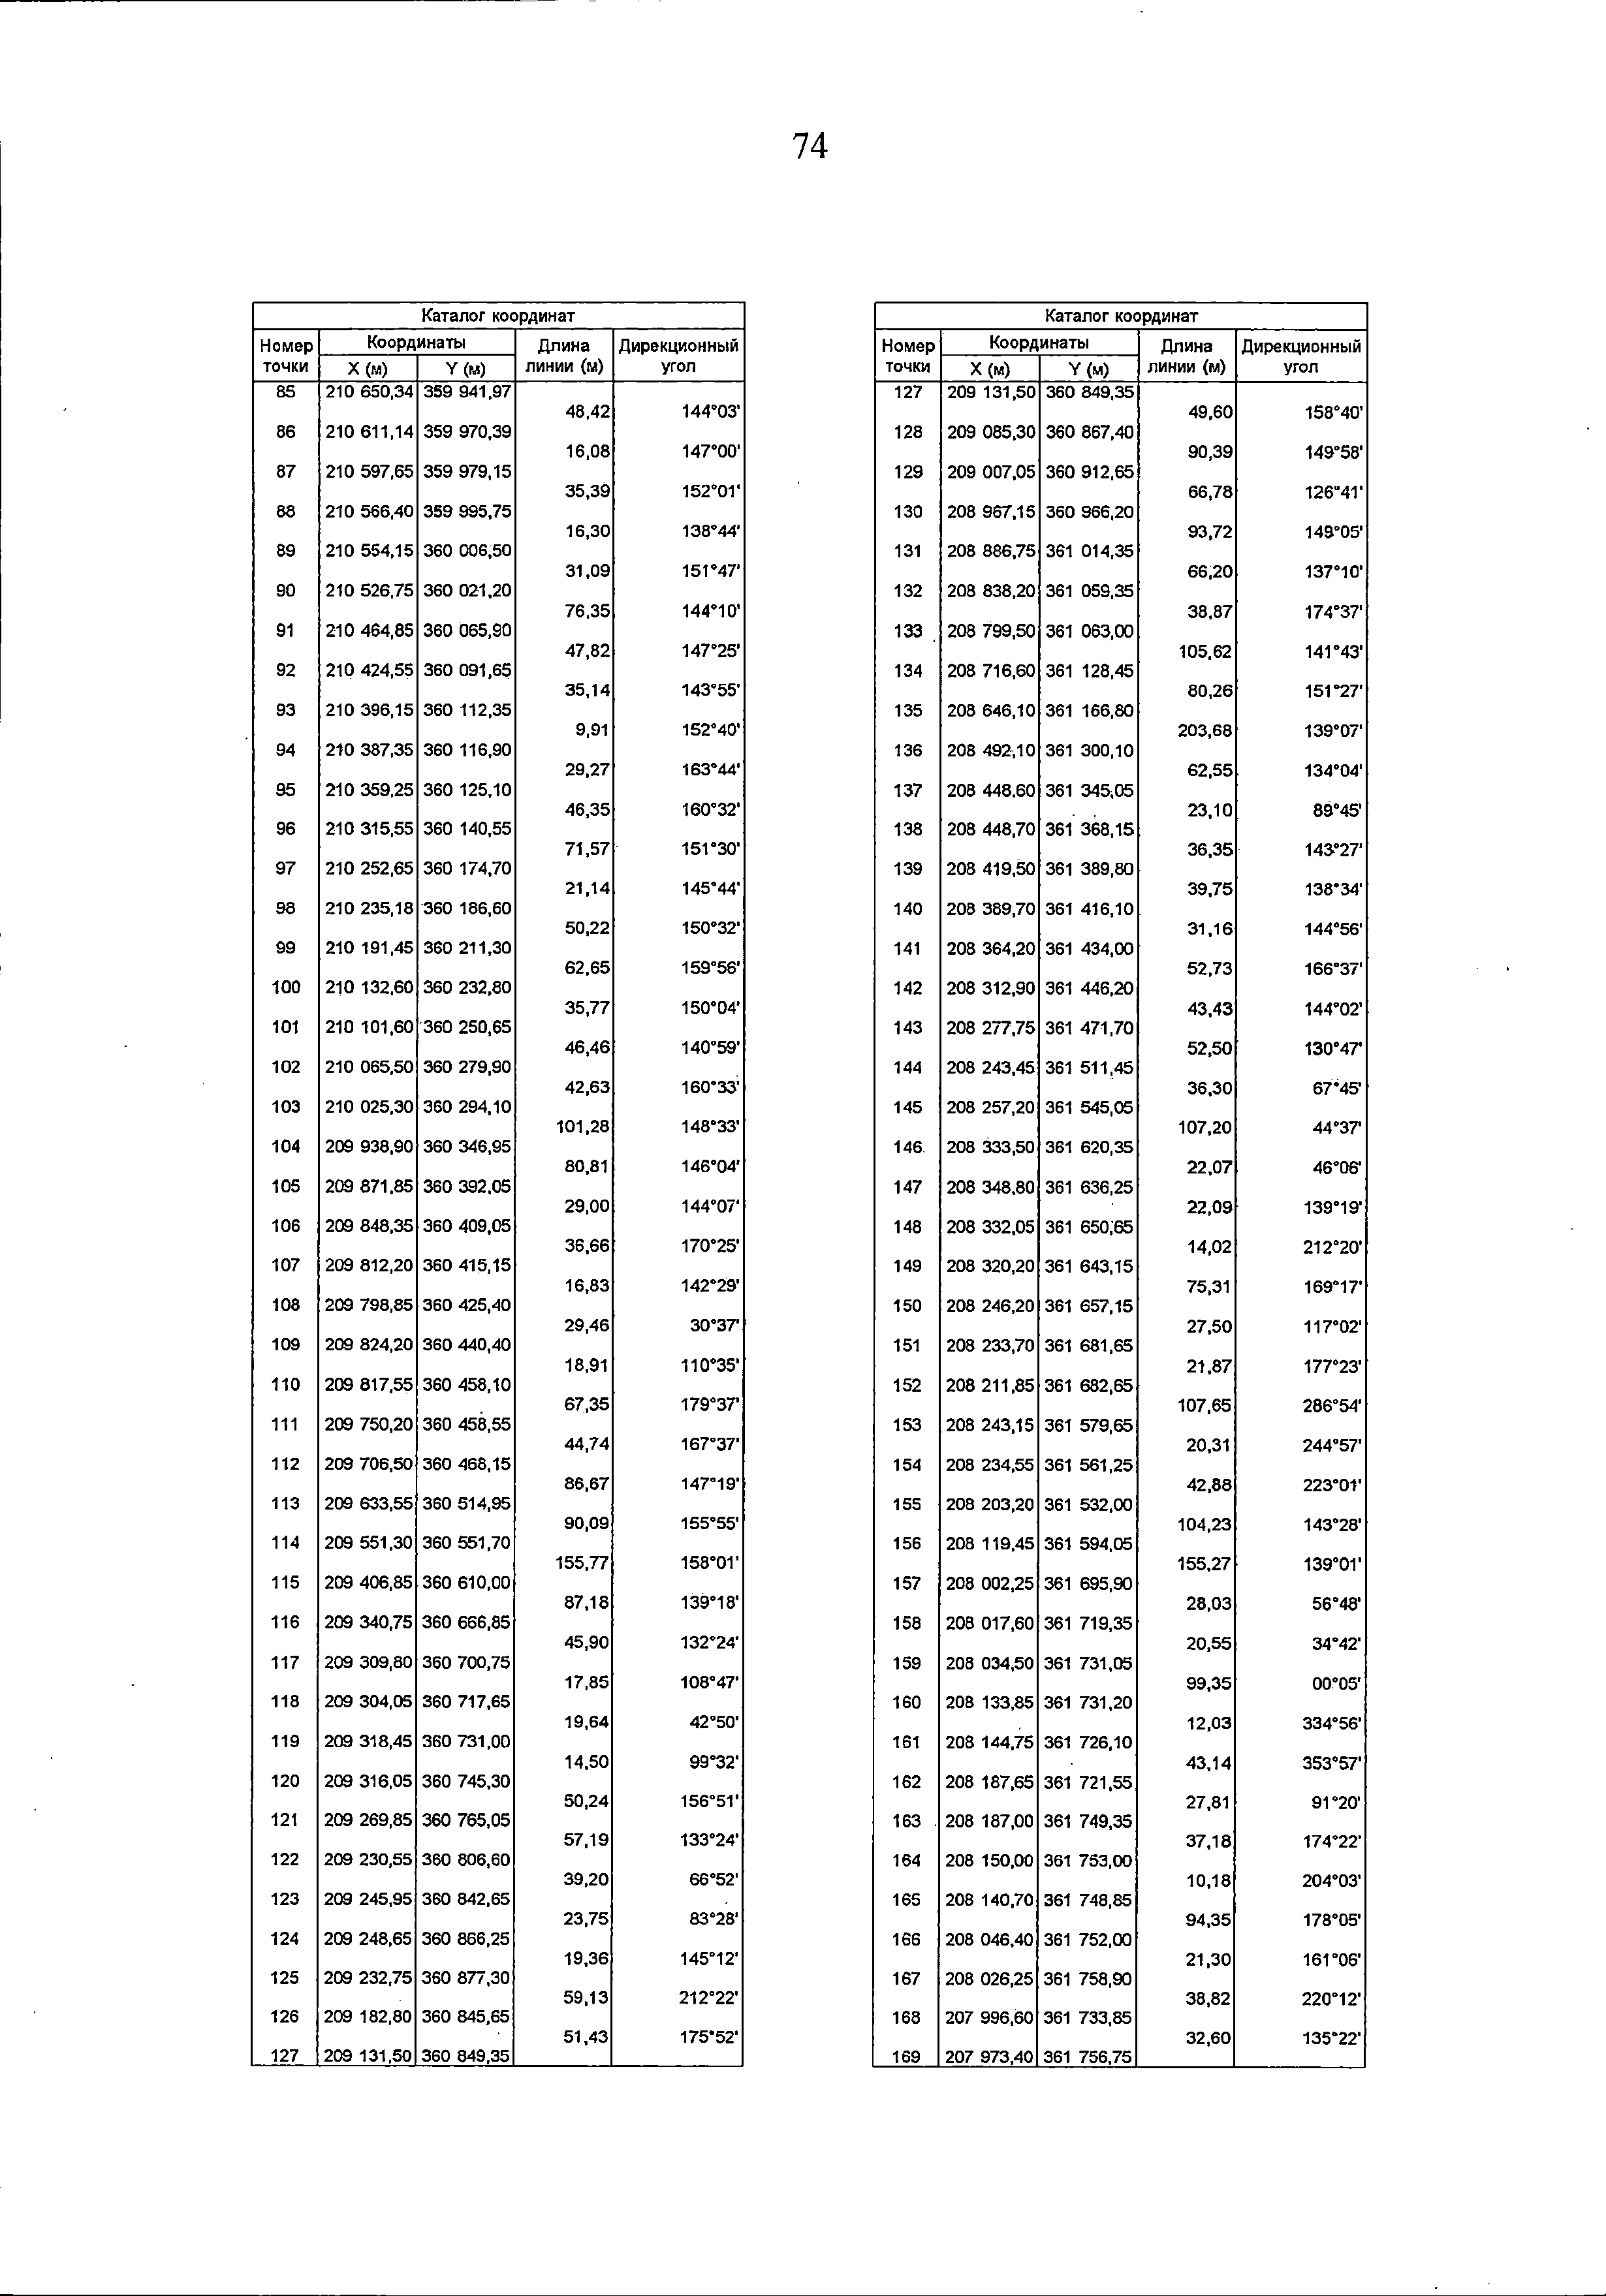 74
Каталог координат
Номер точки Координаты Длина линии (м) Дирекционный угол
X (м) Y (м)
85 210 650,34 359 941,97
48,42 144°03'
86 210 611,14 359 970,39
16,08 147°00'
87 210 597,65 359 979,15
35,39 152°01'
88 210 566,40 359 995,75
16,30 138°44'
89 210 554,15 360 006,50
31,09 151°47'
90 210 526,75 360 021,20
76,35 144°10'
91 210 464,85 360 065,90
47,82 147°25'
92 210 424,55 360 091,65
35,14 143°55'
93 210 396,15 360 112,35
9,91 152°40'
94 210 387,35 360 116,90
29,27 163°44'
95 210 359,25 360 125,10
46,35 160°32'
96 210 315,55 360 140,55
71,57 151°30'
97 210 252,65 360 174,70
21,14 145°44'
98 210 235,18 360 186,60
50,22 150°32'
99 210 191,45 360 211,30
62,65 159°56'
100 210 132,60 360 232,80
35,77 150°04'
101 210 101,60 360 250,65
46,46 140°59'
102 210 065,50 360 279,90
42,63 160°33'
103 210 025,30 360 294,10
101,28 148°33'
104 209 938,90 360 346,95
80,81 146°04'
105 209 871,85 360 392,05
29,00 144°07'
106 209 848,35 360 409,05
36,66 170°25'
107 209 812,20 360 415,15
16,83 142°29'
108 209 798,85 360 425,40
29,46 30°37'
109 209 824,20 360 440,40
18,91 110°35'
110 209 817,55 360 458,10
67,35 179°37'
111 209 750,20 360 458,55
44,74 167°37'
112 209 706,50 360 468,15
86,67 147°19'
113 209 633,55 360 514,95
90,09 155°55'
114 209 551,30 360 551,70
155,77 158°01'
115 209 406,85 360 610,00
87,18 139°18'
116 209 340,75 360 666,85
45,90 132°24'
117 209 309,80 360 700,75
17,85 108°47'
118 209 304,05 360 717,65
19,64 42°50'
119 209 318,45 360 731,00
14,50 99°32'
120 209 316,05 360 745,30
50,24 156°51'
121 209 269,85 360 765,05
57,19 133°24'
122 209 230,55 360 806,60
39,20 66°52'
123 209 245,95 360 842,65
23,75 83°28'
124 209 248,65 360 866,25
19,36 145°12'
125 209 232,75 360 877,30
59,13 212°22'
126 209 182,80 360 845,65
51,43 175°52'
127 209 131,50 360 849,35
Каталог координат
Номер точки Координаты Длина линии (м) Дирекционный угол
X (м) Y (м)
127 209 131,50 360 849,35
49,60 158°40'
128 209 085,30 360 867,40
90,39 149°58'
129 209 007,05 360 912,65
66,78 126°41'
130 208 967,15 360 966,20
93,72 149°05'
131 208 886,75 361 014,35
66,20 137°10'
132 208 838,20 361 059,35
38,87 174°37'
133 208 799,50 361 063,00
105,62 141°43'
134 208 716,60 361 128,45
80,26 151°27'
135 208 646,10 361 166,80
203,68 139°07'
136 208 492,10 361 300,10
62,55 134°04'
137 208 448,60 361 345,05
23,10 89°45'
138 208 448,70 361 368,15
36,35 143°27'
139 208 419,50 361 389,80
39,75 138°34'
140 208 389,70 361 416,10
31,16 144°56'
141 208 364,20 361 434,00
52,73 166°37'
142 208 312,90 361 446,20
43,43 144°02'
143 208 277,75 361 471,70
52,50 130°47'
144 208 243,45 361 511,45
36,30 67°45'
145 208 257,20 361 545,05
107,20 44°37'
146 208 333,50 361 620,35
22,07 46°06'
147 208 348,80 361 636,25
22,09 139°19'
148 208 332,05 361 650,65
14,02 212°20'
149 208 320,20 361 643,15
75,31 169°17'
150 208 246,20 361 657,15
27,50 117°02'
151 208 233,70 361 681,65
21,87 177°23'
152 208 211,85 361 682,65
107,65 286°54'
153 208 243,15 361 579,65
20,31 244°57'
154 208 234,55 361 561,25
42,88 223°01'
155 208 203,20 361 532,00
104,23 143°28'
156 208 119,45 361 594,05
155,27 139°01'
157 208 002,25 361 695,90
28,03 56°48'
158 208 017,60 361 719,35
20,55 34°42'
159 208 034,50 361 731,05
99,35 00°05'
160 208 133,85 361 731,20
12,03 334°56'
161 208 144,75 361 726,10
43,14 353°57'
162 208 187,65 361 721,55
27,81 91°20'
163 208 187,00 361 749,35
37,18 174°22'
164 208 150,00 361 753,00
10,18 204°03'
165 208 140,70 361 748,85
94,35 178°05'
166 208 046,40 361 752,00
21,30 161°06'
167 208 026,25 361 758,90
38,82 220°12'
168 207 996,60 361 733,85
32,60 135°22'
169 207 973,40 361 756,75